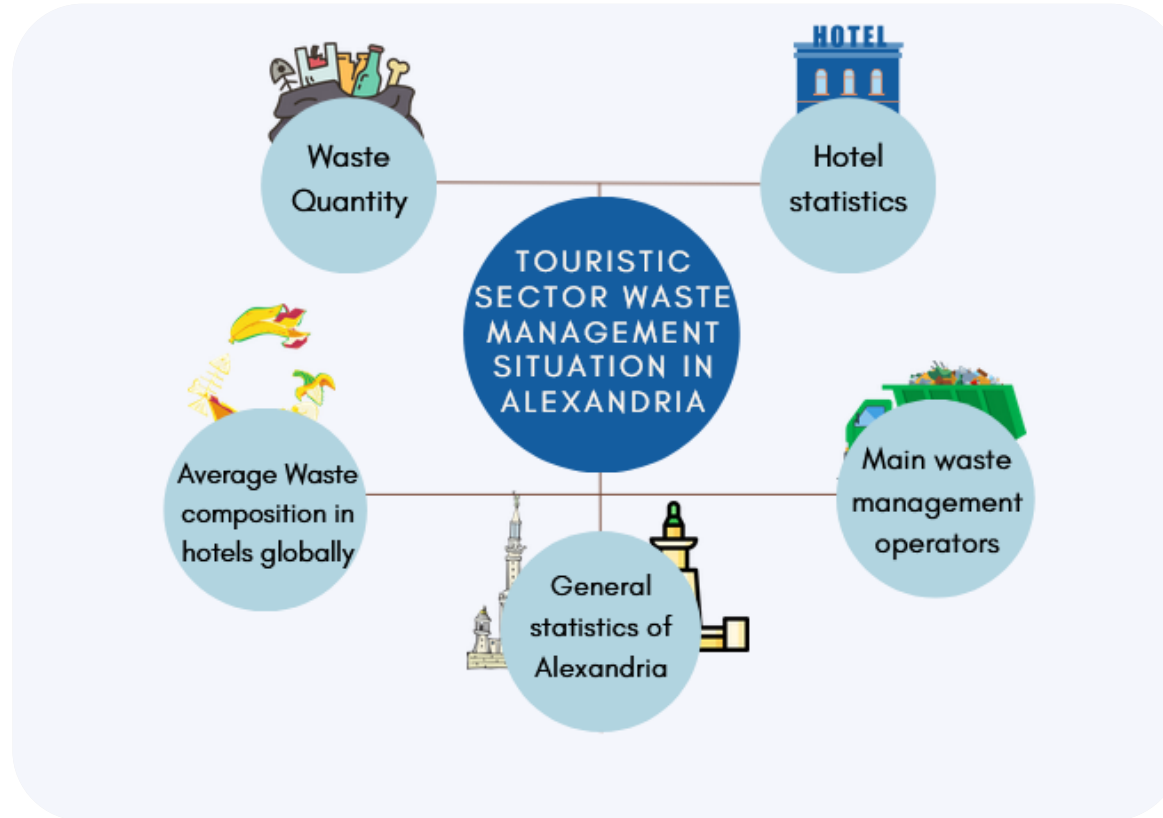 HOTEL
Waste
Quantity
Hotel
statistics
TOURISTIC
SECTOR WASTE
MANAGEMENT
SITUATION IN
ALEXANDRIA
Average Waste
composition in
hotels globally
Main waste
management
operators
General
statistics of
Alexandria